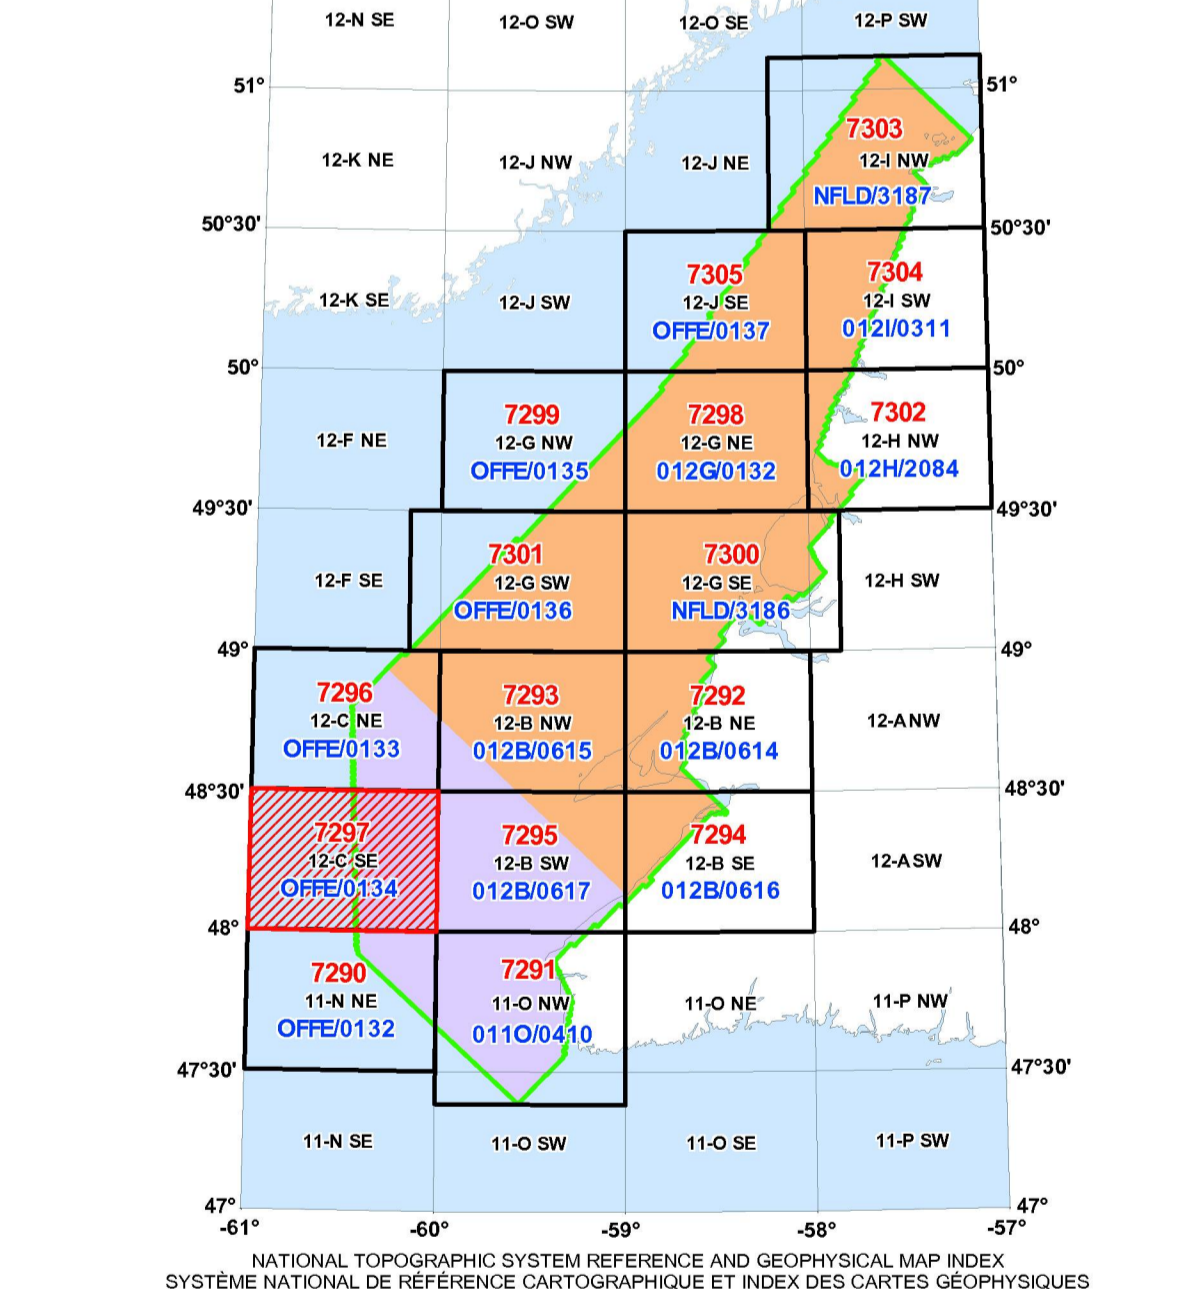 12-N SE 12-O SW 12-O SE 12-P SW
51° 51°
7303
12-K NE 12-J NW 12-J NE 12-I NW
NFLD/3187
50°30' 50°30'
7305 7304
12-K SE 12-J SW 12-J SE 12-I SW
OFFE/0137 012I/0311
50° 50°
7299 7298 7302
12-F NE 12-G NW 12-G NE 12-H NW
OFFE/0135 012G/0132 012H/2084
49°30' 49°30'
7301 7300
12-F SE 12-G SW 12-G SE 12-H SW
OFFE/0136 NFLD/3186
49° 49°
7296 7293 7292
12-C NE 12-B NW 12-B NE 12-A NW
OFFE/0133 012B/0615 012B/0614
48°30' 48°30'
7297 7295 7294
12-C SE 12-B SW 12-B SE 12-A SW
OFFE/0134 012B/0617 012B/0616
48° 48°
7290 7291
11-N NE 11-O NW 11-O NE 11-P NW
OFFE/0132 011O/0410
47°30' 47°30'
11-N SE 11-O SW 11-O SE 11-P SW
47° 47°
-61° -60° -59° -58° -57°
NATIONAL TOPOGRAPHIC SYSTEM REFERENCE AND GEOPHYSICAL MAP INDEX
SYSTÈME NATIONAL DE RÉFÉRENCE CARTOGRAPHIQUE ET INDEX DES CARTES GÉOPHYSIQUES